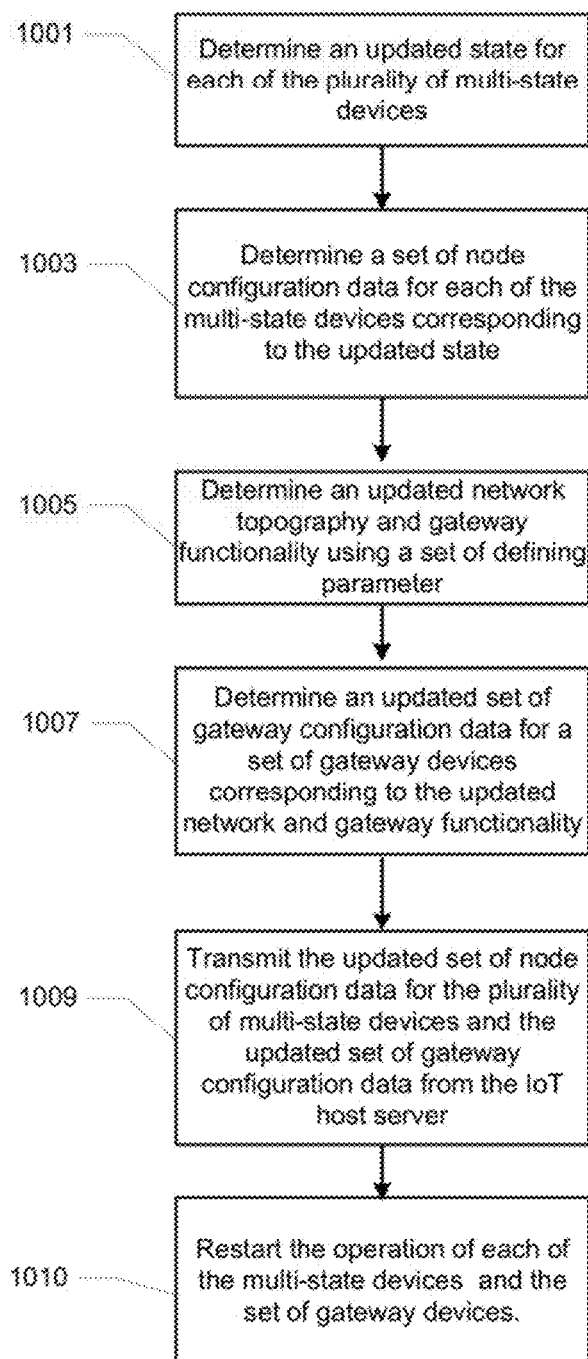 1001
Determine an updated state for
each of the plurality of multi-state
devices
1003
Determine a set of node
configuration data for each of the
multi-state devices corresponding
to the updated state
1005
Determine an updated network
topography and gateway
functionality using a set of defining
parameter
1007
Determine an updated set of
gateway configuration data for a
set of gateway devices
corresponding to the updated
network and gateway functionality
1009
Transmit the updated set of node
configuration data for the plurality
of multi-state devices and the
updated set of gateway
configuration data from the IoT
host server
1010
Restart the operation of each of
the multi-state devices and the
set of gateway devices.